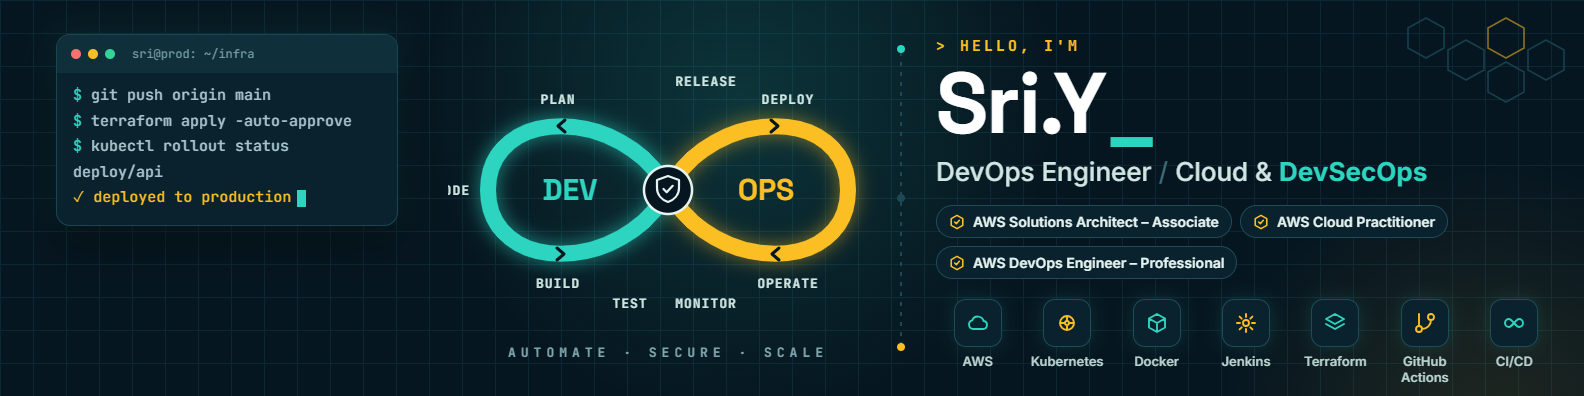 sri@prod: ~/infra
$ git push origin main
$ terraform apply -auto-approve
$ kubectl rollout status
deploy/api
✓ deployed to production
RELEASE
PLAN
DEPLOY
ODE
DEV
OPS
BUILD
OPERATE
TEST
MONITOR
AUTOMATE · SECURE · SCALE
> HELLO, I'M
Sri.Y_
DevOps Engineer / Cloud & DevSecOps
AWS Solutions Architect – Associate
AWS Cloud Practitioner
AWS DevOps Engineer – Professional
AWS
Kubernetes
Docker
Jenkins
Terraform
GitHub
Actions
CI/CD